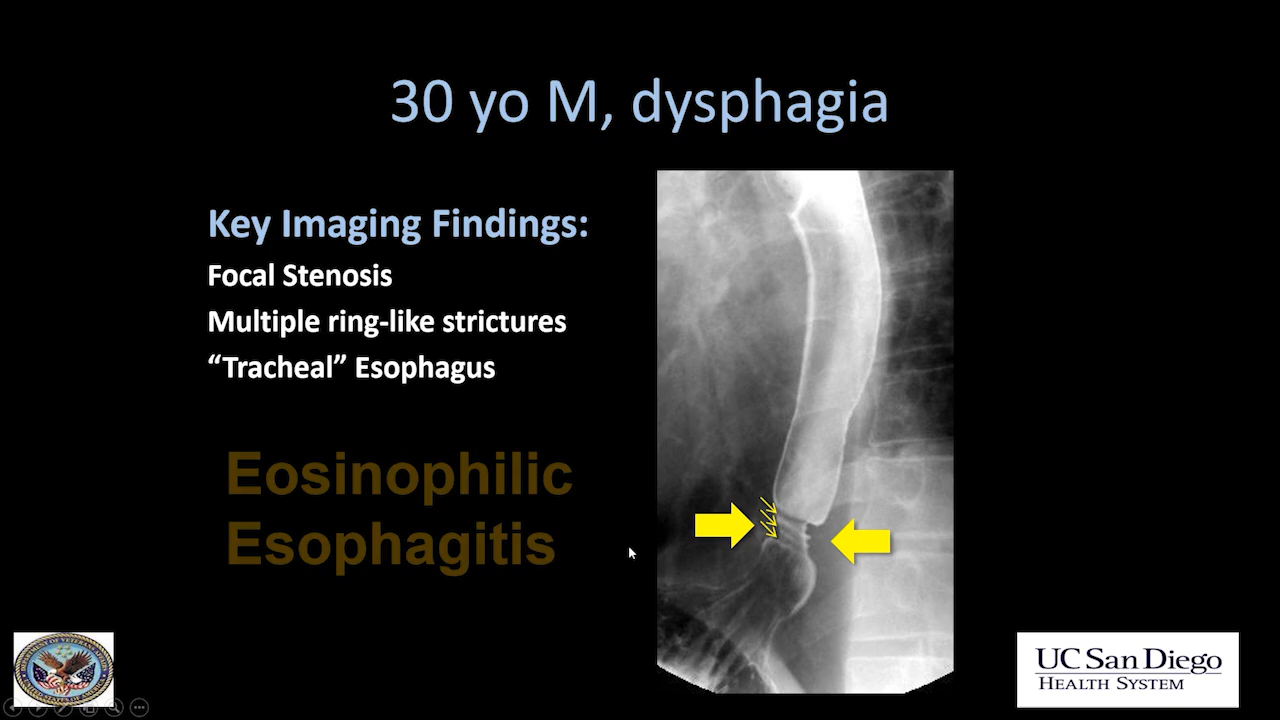 30 yo M, dysphagia
Key Imaging Findings:
Focal Stenosis
Multiple ring-like strictures
“Tracheal” Esophagus
Eosinophilic
Esophagitis
UC San Diego
HEALTH SYSTEM